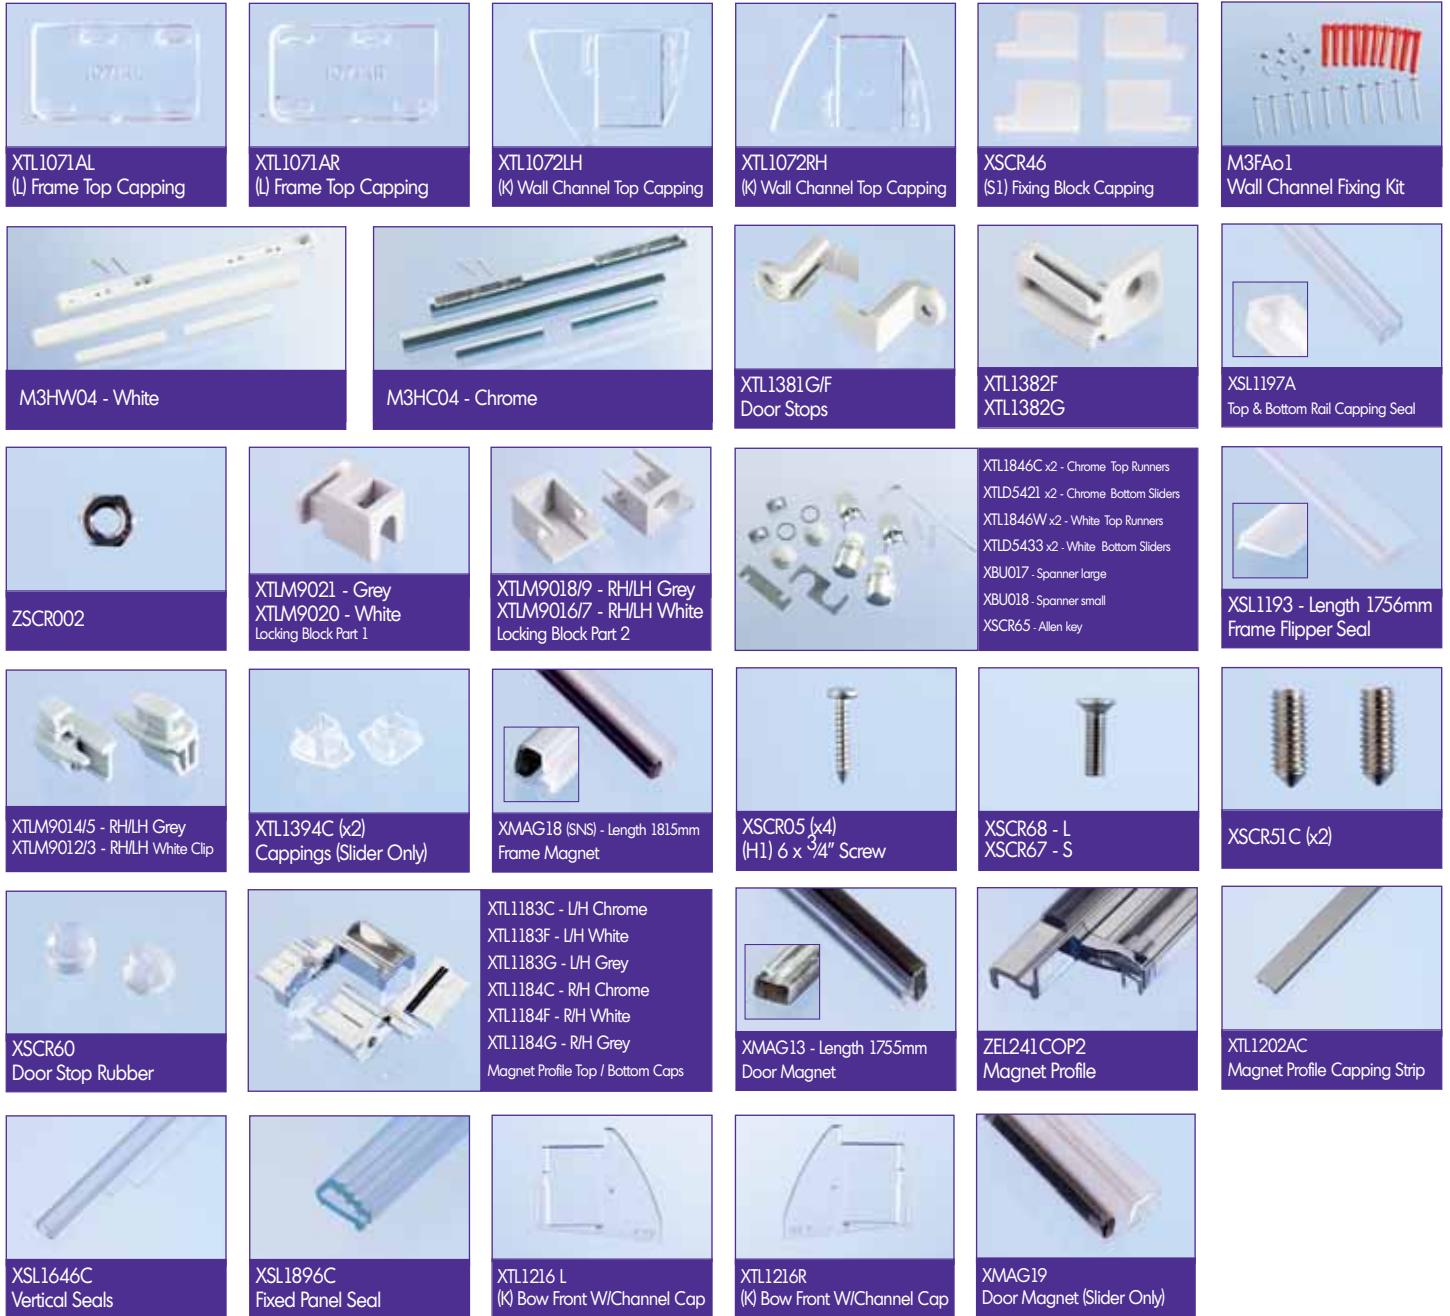 XTL1071AL
(L) Frame Top Capping
XTL1071AR
(L) Frame Top Capping
XTL1072LH
(K) Wall Channel Top Capping
XTL1072RH
(K) Wall Channel Top Capping
XSCR46
(S1) Fixing Block Capping
M3FAo1
Wall Channel Fixing Kit
M3HW04 - White
M3HC04 - Chrome
XTL1381G/F
Door Stops
XTL1382F
XTL1382G
XSL1197A
Top & Bottom Rail Capping Seal
ZSCR002
XTLM9021 - Grey
XTLM9020 - White
Locking Block Part 1
XTLM9018/9 - RH/LH Grey
XTLM9016/7 - RH/LH White
Locking Block Part 2
XTL1846C x2 - Chrome Top Runners
XTLD5421 x2 - Chrome Bottom Sliders
XTL1846W x2 - White Top Runners
XTLD5433 x2 - White Bottom Sliders
XBU017 - Spanner large
XBU018 - Spanner small
XSCR65 - Allen key
XSL1193 - Length 1756mm
Frame Flipper Seal
XTLM9014/5 - RH/LH Grey
XTLM9012/3 - RH/LH White Clip
XTL1394C (x2)
Cappings (Slider Only)
XMAG18 (SNS) - Length 1815mm
Frame Magnet
XSCR05 (x4)
(H1) 6 x 3/4" Screw
XSCR68 - L
XSCR67 - S
XSCR51C (x2)
XSCR60
Door Stop Rubber
XTL1183C - L/H Chrome
XTL1183F - L/H White
XTL1183G - L/H Grey
XTL1184C - R/H Chrome
XTL1184F - R/H White
XTL1184G - R/H Grey
Magnet Profile Top / Bottom Caps
XMAG13 - Length 1755mm
Door Magnet
ZEL241COP2
Magnet Profile
XTL1202AC
Magnet Profile Capping Strip
XSL1646C
Vertical Seals
XSL1896C
Fixed Panel Seal
XTL1216 L
(K) Bow Front W/Channel Cap
XTL1216R
(K) Bow Front W/Channel Cap
XMAG19
Door Magnet (Slider Only)